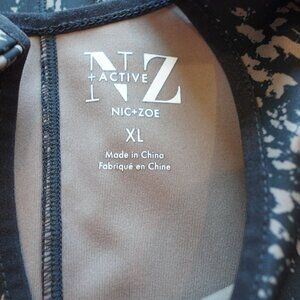 NZ
+ACTIVE
NIC+ZOE
XL
Made in China
Fabriqué en Chine